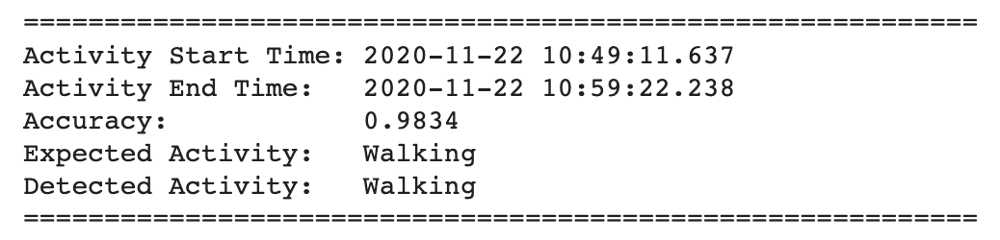 ===========================================================
Activity Start Time: 2020-11-22 10:49:11.637
Activity End Time:   2020-11-22 10:59:22.238
Accuracy:            0.9834
Expected Activity:   Walking
Detected Activity:   Walking
===========================================================